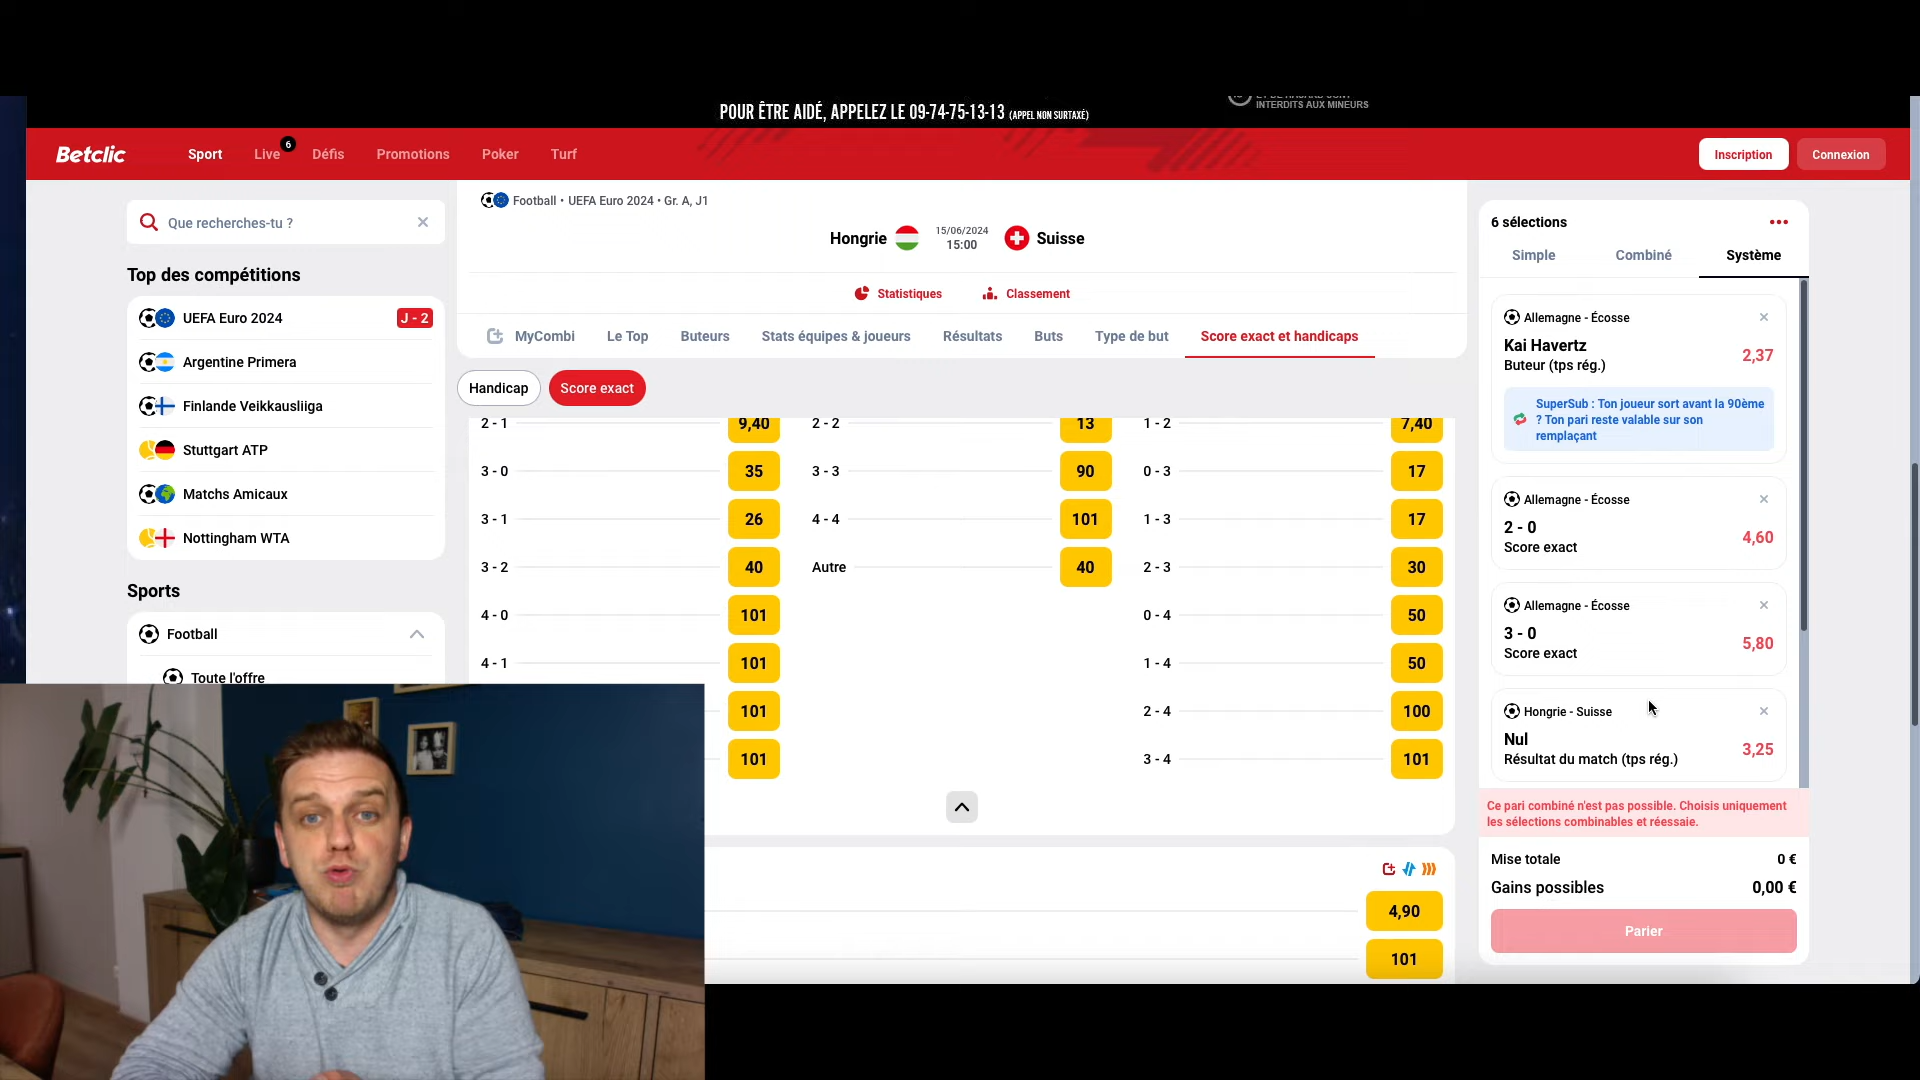 POUR ÊTRE AIDÉ, APPELEZ LE 09-74-75-13-13 (APPEL NON SURTAXÉ)
INTERDITS AUX MINEURS
Betclic
Sport
Live
6
Défis
Promotions
Poker
Turf
Inscription
Connexion
Que recherches-tu ?
Top des compétitions
UEFA Euro 2024
J - 2
Argentine Primera
Finlande Veikkausliiga
Stuttgart ATP
Matchs Amicaux
Nottingham WTA
Sports
Football
Toute l'offre
Football • UEFA Euro 2024 • Gr. A, J1
Hongrie
15/06/2024
15:00
Suisse
Statistiques
Classement
MyCombi
Le Top
Buteurs
Stats équipes & joueurs
Résultats
Buts
Type de but
Score exact et handicaps
Handicap
Score exact
2 - 1 9,40
2 - 2 13
1 - 2 7,40
3 - 0 35
3 - 3 90
0 - 3 17
3 - 1 26
4 - 4 101
1 - 3 17
3 - 2 40
Autre 40
2 - 3 30
4 - 0 101
0 - 4 50
4 - 1 101
1 - 4 50
101
2 - 4 100
101
3 - 4 101
4,90
101
6 sélections
Simple
Combiné
Système
Allemagne - Écosse
Kai Havertz
Buteur (tps rég.)
2,37
SuperSub : Ton joueur sort avant la 90ème
? Ton pari reste valable sur son
remplaçant
Allemagne - Écosse
2 - 0
Score exact
4,60
Allemagne - Écosse
3 - 0
Score exact
5,80
Hongrie - Suisse
Nul
Résultat du match (tps rég.)
3,25
Ce pari combiné n'est pas possible. Choisis uniquement
les sélections combinables et réessaie.
Mise totale 0 €
Gains possibles 0,00 €
Parier